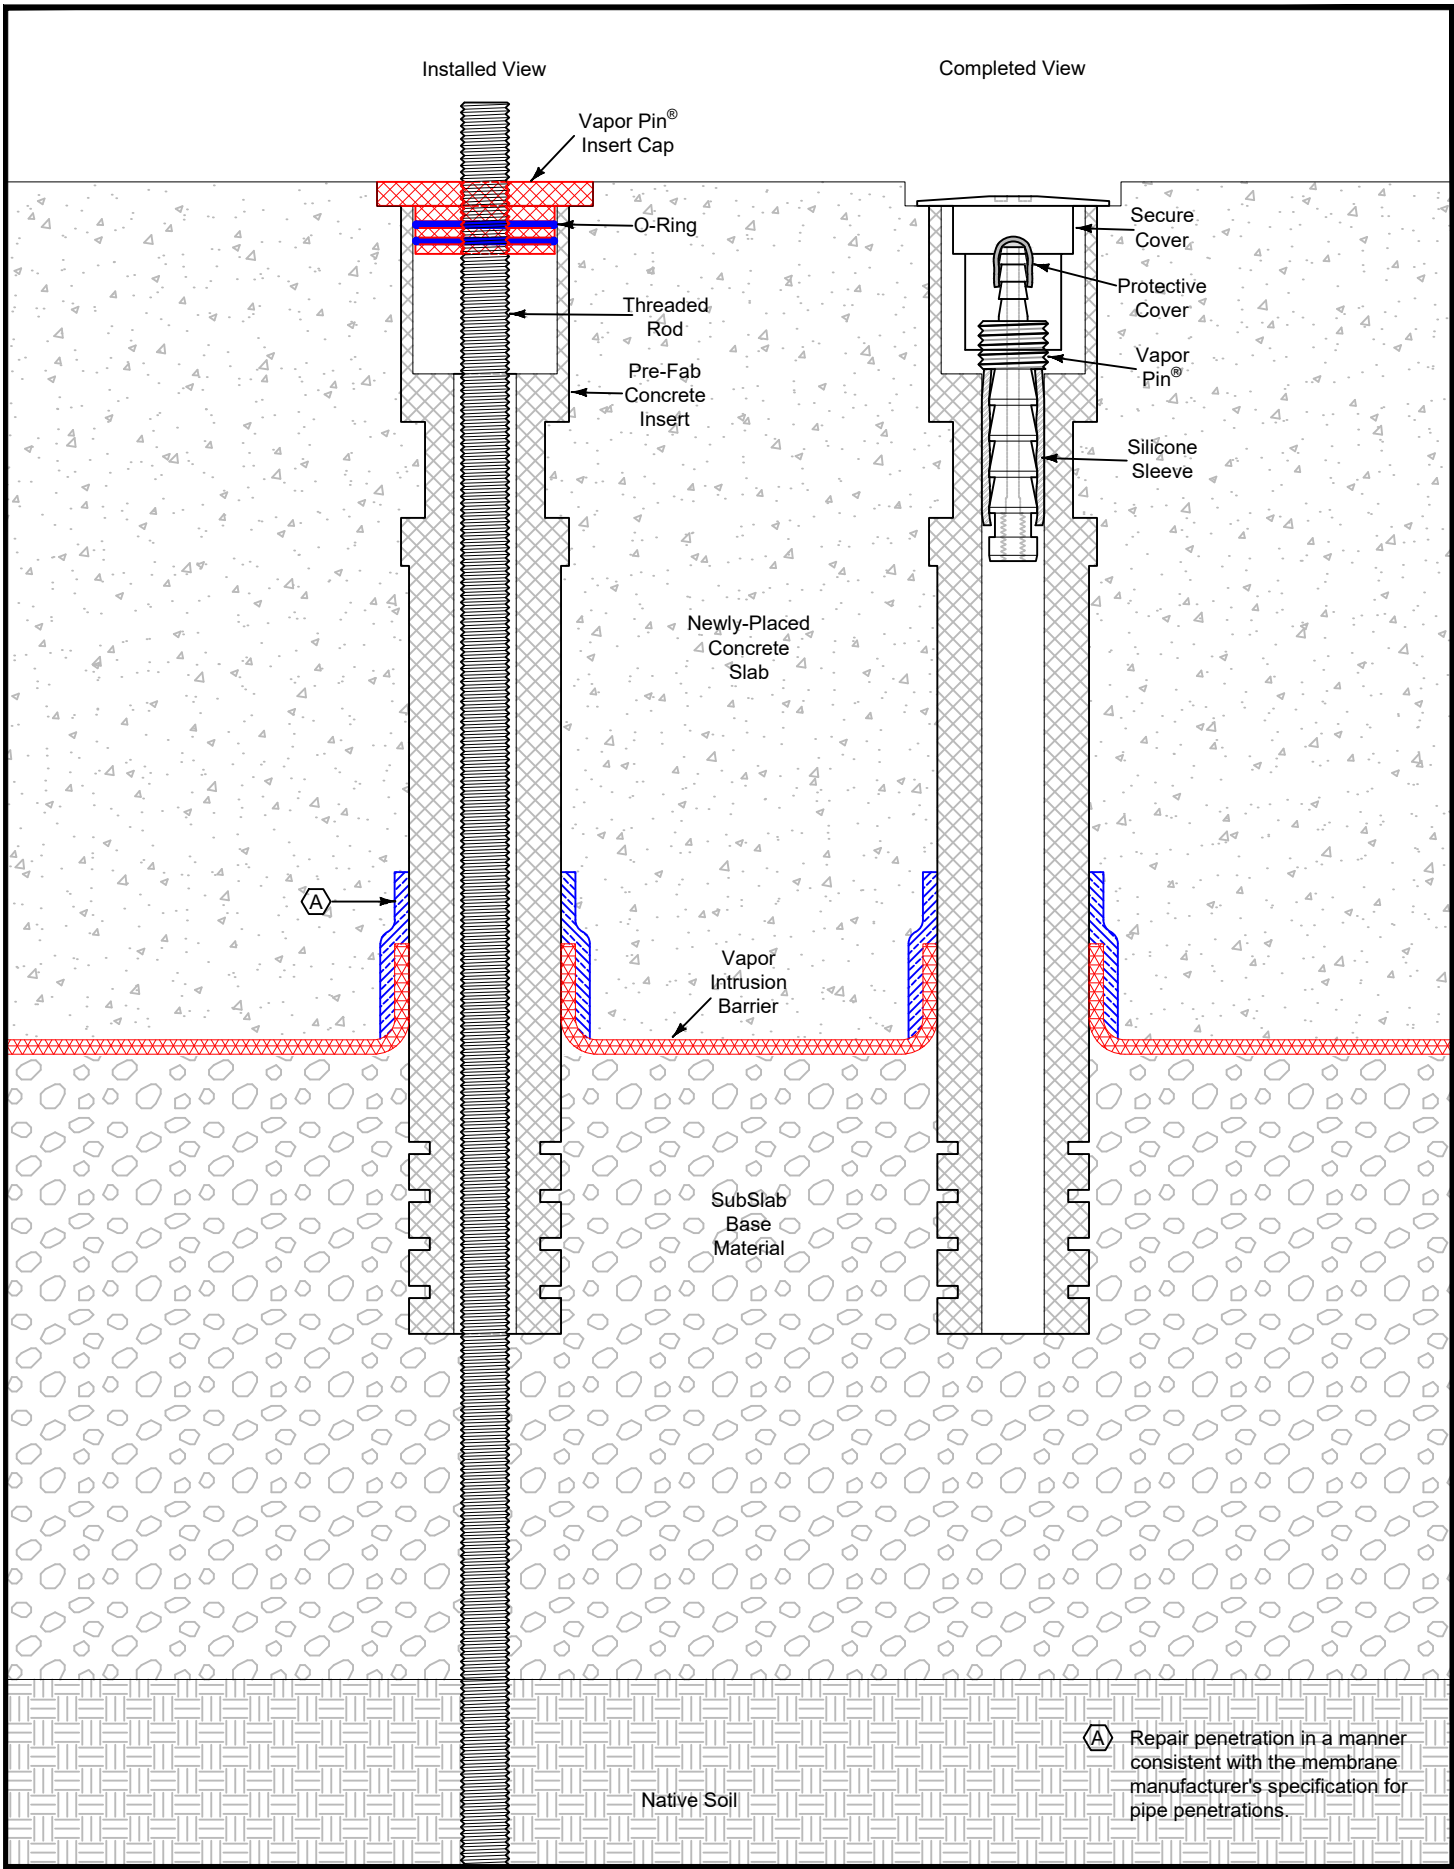 Installed View
Completed View
Vapor Pin®
Insert Cap
O-Ring
Threaded
Rod
Pre-Fab
Concrete
Insert
Secure
Cover
Protective
Cover
Vapor
Pin®
Silicone
Sleeve
Newly-Placed
Concrete
Slab
A
Vapor
Intrusion
Barrier
SubSlab
Base
Material
Native Soil
A
Repair penetration in a manner
consistent with the membrane
manufacturer's specification for
pipe penetrations.